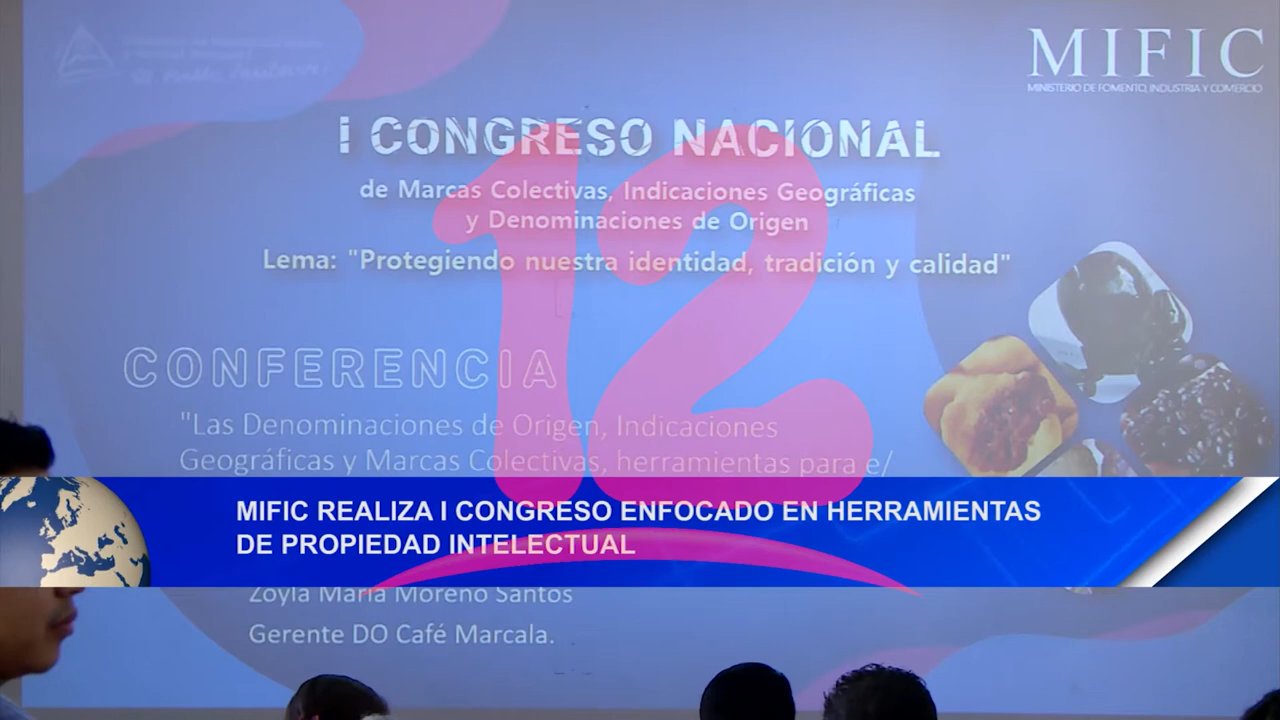 MIFIC
MINISTERIO DE FOMENTO, INDUSTRIA Y COMERCIO
I CONGRESO NACIONAL
de Marcas Colectivas, Indicaciones Geográficas
y Denominaciones de Origen
Lema: "Protegiendo nuestra identidad, tradición y calidad"
12
CONFERENCIA
"Las Denominaciones de Origen, Indicaciones
Geográficas y Marcas Colectivas, herramientas para e/
MIFIC REALIZA I CONGRESO ENFOCADO EN HERRAMIENTAS
DE PROPIEDAD INTELECTUAL
Zoyla María Moreno Santos
Gerente DO Café Marcala.